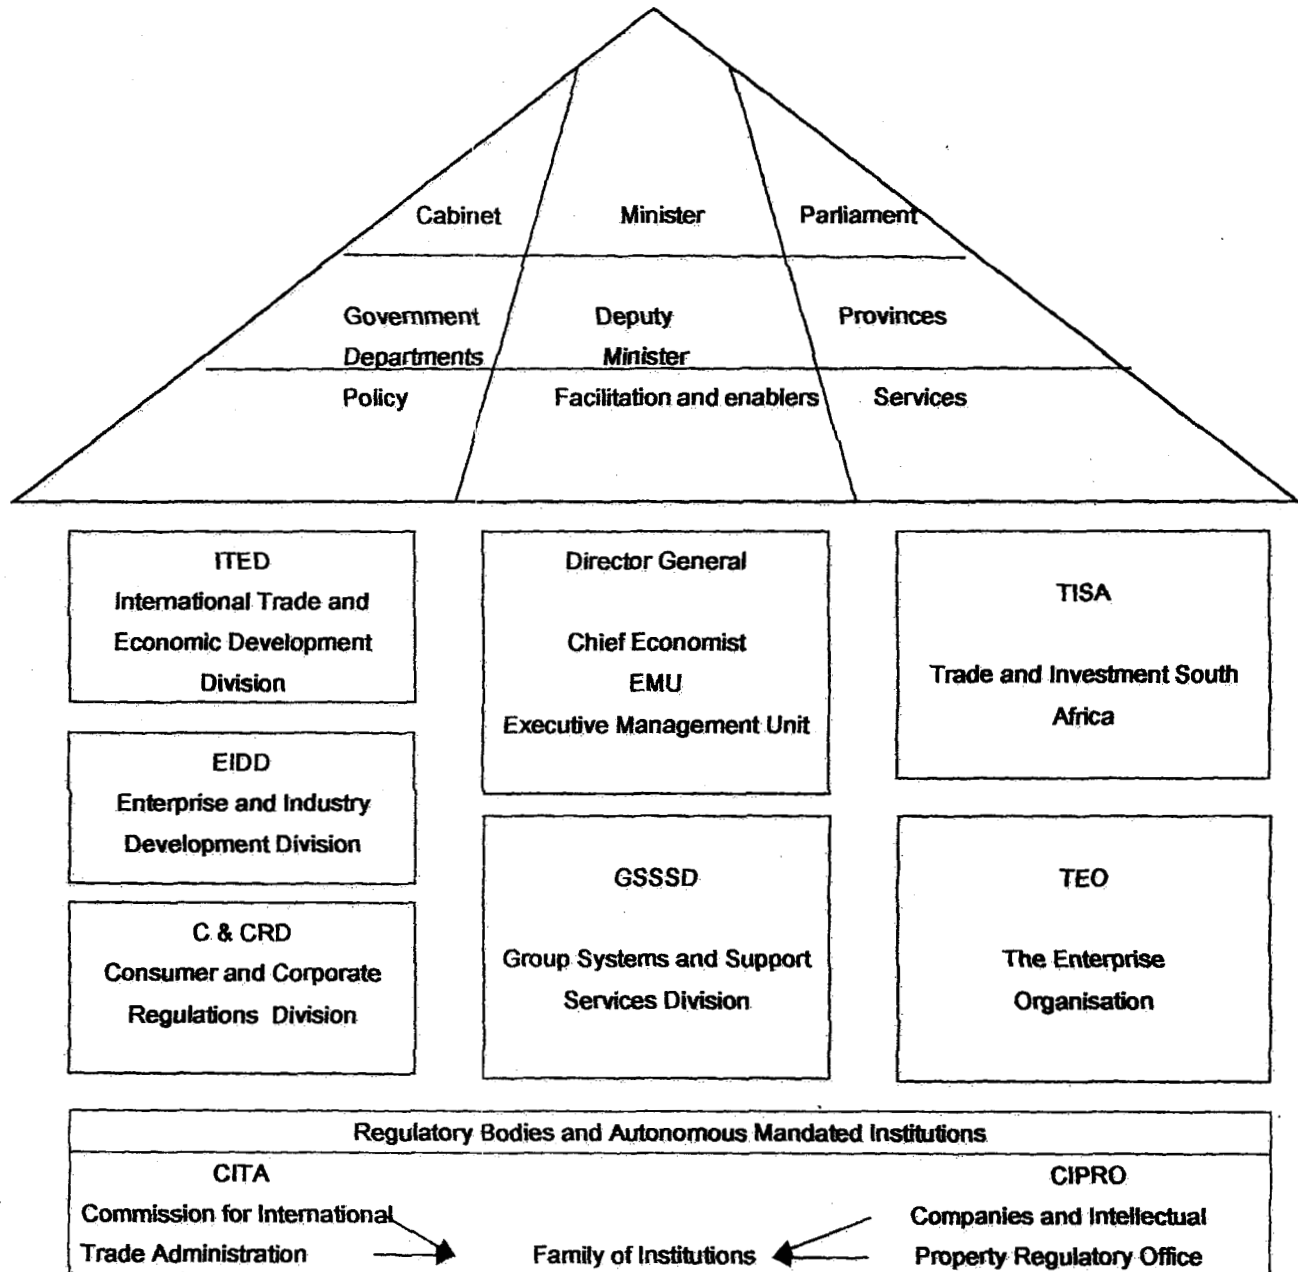 Cabinet
Minister
Parliament
Government
Departments
Deputy
Minister
Provinces
Policy
Facilitation and enablers
Services
ITED
International Trade and
Economic Development
Division
EIDD
Enterprise and Industry
Development Division
C & CRD
Consumer and Corporate
Regulations Division
Director General
Chief Economist
EMU
Executive Management Unit
GSSSD
Group Systems and Support
Services Division
TISA
Trade and Investment South
Africa
TEO
The Enterprise
Organisation
Regulatory Bodies and Autonomous Mandated Institutions
CITA
Commission for International
Trade Administration
Family of Institutions
CIPRO
Companies and Intellectual
Property Regulatory Office